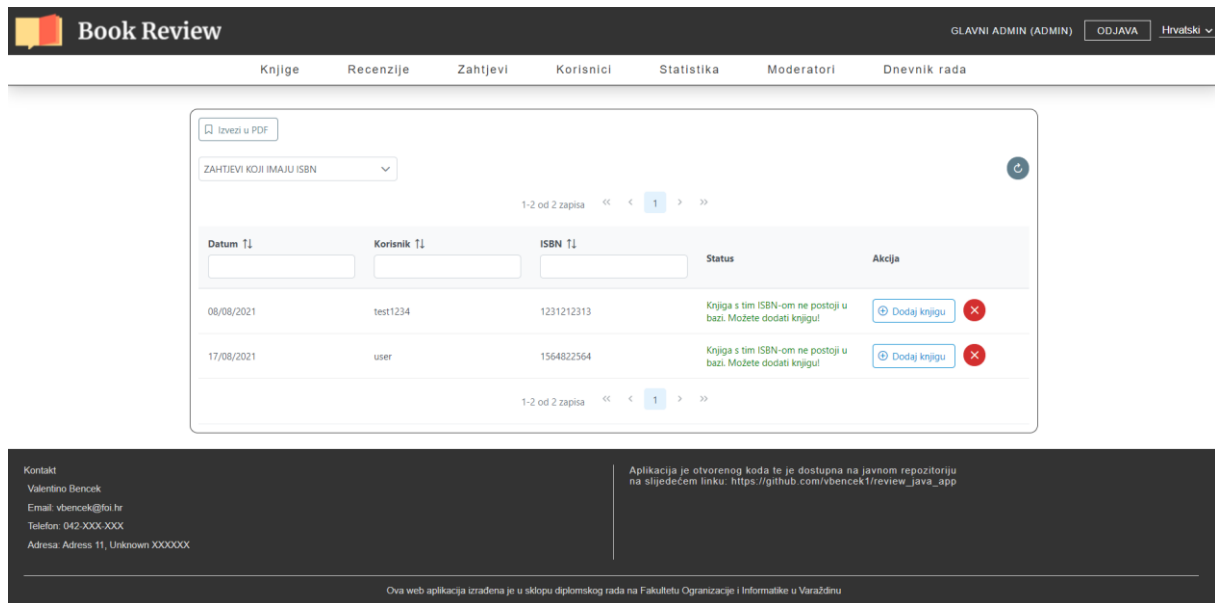 Book Review
GLAVNI ADMIN (ADMIN) ODJAVA Hrvatski
Knjige Recenzije Zahtjevi Korisnici Statistika Moderatori Dnevnik rada
Izvezi u PDF
ZAHTJEVI KOJI IMAJU ISBN
1-2 od 2 zapisa << < 1 > >>
Datum Korisnik ISBN Status Akcija
08/08/2021 test1234 1231212313 Knjiga s tim ISBN-om ne postoji u
bazi. Možete dodati knjigu! Dodaj knjigu
17/08/2021 user 1564822564 Knjiga s tim ISBN-om ne postoji u
bazi. Možete dodati knjigu! Dodaj knjigu
1-2 od 2 zapisa << < 1 > >>
Kontakt
Valentino Bencek
Email: vbencek@foi.hr
Telefon: 042-XXX-XXX
Adresa: Adress 11, Unknown XXXXXX
Aplikacija je otvorenog koda te je dostupna na javnom repozitoriju
na slijedećem linku: https://github.com/vbencek1/review_java_app
Ova web aplikacija izrađena je u sklopu diplomskog rada na Fakultetu Ogranizacije i Informatike u Varaždinu